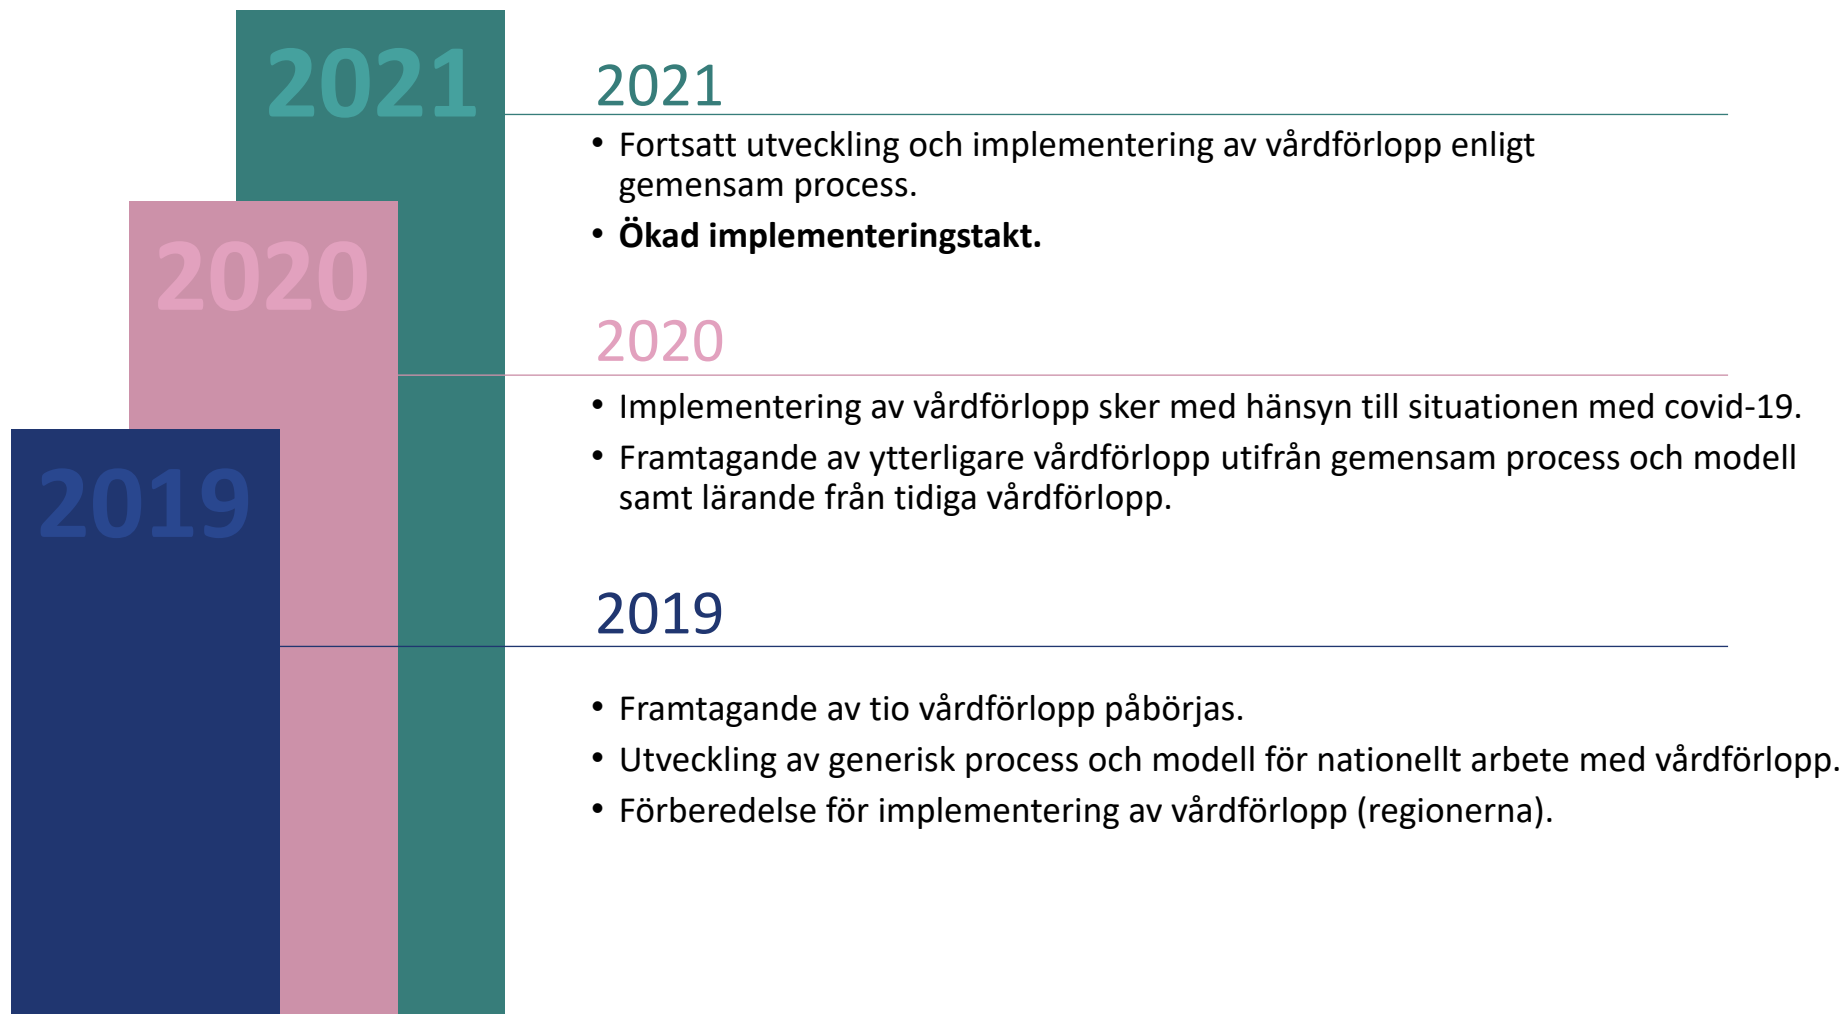 2021
2021
• Fortsatt utveckling och implementering av vårdförlopp enligt
gemensam process.
• Ökad implementeringstakt.
2020
2020
• Implementering av vårdförlopp sker med hänsyn till situationen med covid-19.
• Framtagande av ytterligare vårdförlopp utifrån gemensam process och modell
samt lärande från tidiga vårdförlopp.
2019
2019
• Framtagande av tio vårdförlopp påbörjas.
• Utveckling av generisk process och modell för nationellt arbete med vårdförlopp.
• Förberedelse för implementering av vårdförlopp (regionerna).